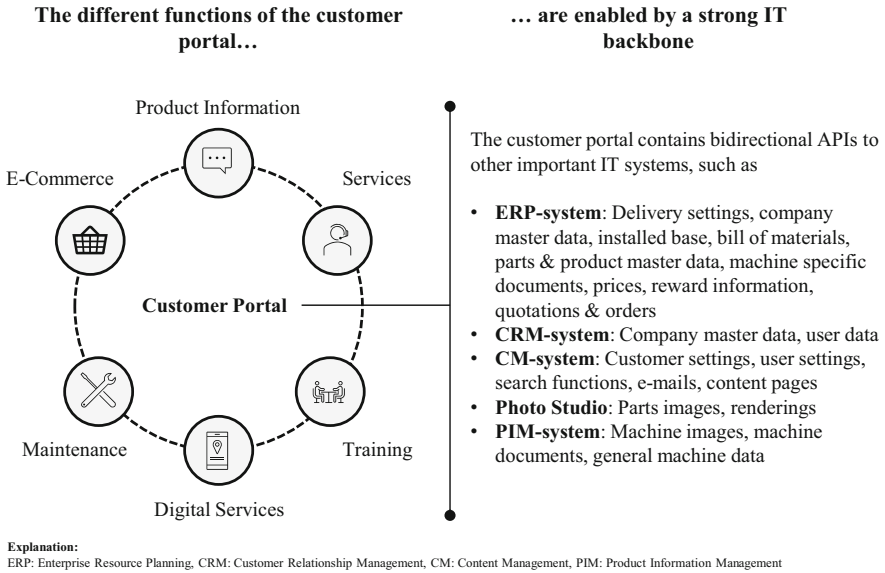 The different functions of the customer
portal…
… are enabled by a strong IT
backbone
Product Information
E-Commerce
Services
Customer Portal
Maintenance
Training
Digital Services
The customer portal contains bidirectional APIs to
other important IT systems, such as
• ERP-system: Delivery settings, company
master data, installed base, bill of materials,
parts & product master data, machine specific
documents, prices, reward information,
quotations & orders
• CRM-system: Company master data, user data
• CM-system: Customer settings, user settings,
search functions, e-mails, content pages
• Photo Studio: Parts images, renderings
• PIM-system: Machine images, machine
documents, general machine data
Explanation:
ERP: Enterprise Resource Planning, CRM: Customer Relationship Management, CM: Content Management, PIM: Product Information Management